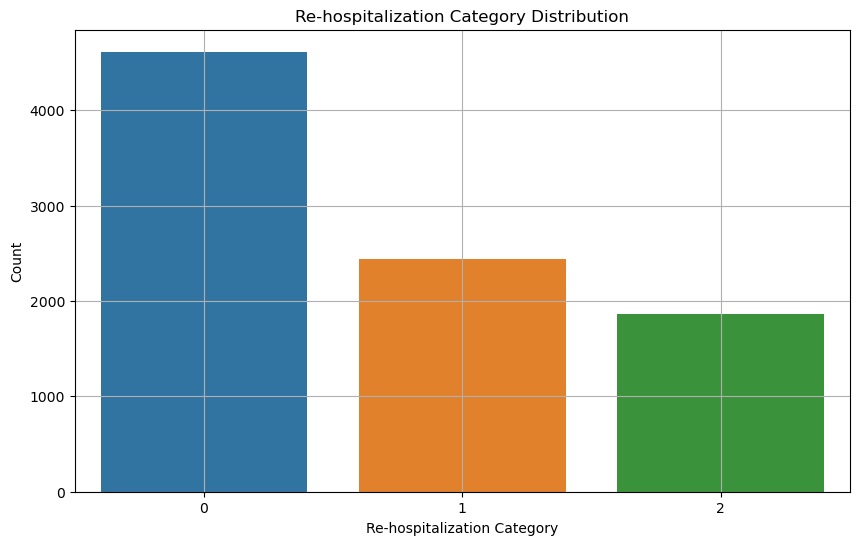 Re-hospitalization Category Distribution
4000
3000
2000
1000
0
Count
0 1 2
Re-hospitalization Category